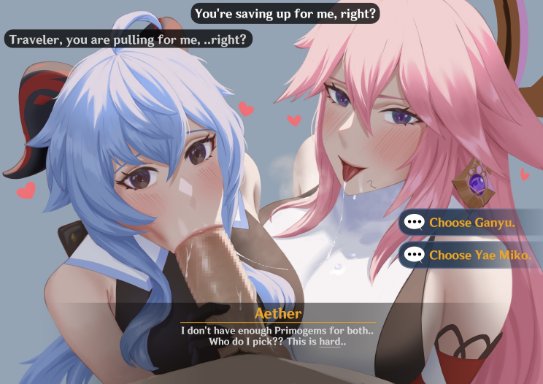 You're saving up for me, right?
Traveler, you are pulling for me, ..right?
Choose Ganyu.
Choose Yae Miko.
Aether
I don't have enough Primogems for both..
Who do I pick?? This is hard..